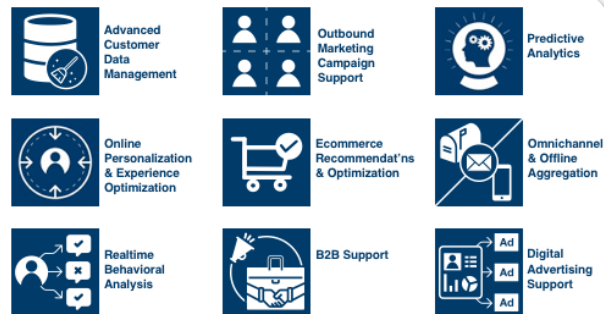 Advanced
Customer
Data
Management
Outbound
Marketing
Campaign
Support
Predictive
Analytics
Online
Personalization
& Experience
Optimization
Ecommerce
Recommendat'ns
& Optimization
Omnichannel
& Offline
Aggregation
Realtime
Behavioral
Analysis
B2B Support
Ad
Ad
Ad
Digital
Advertising
Support